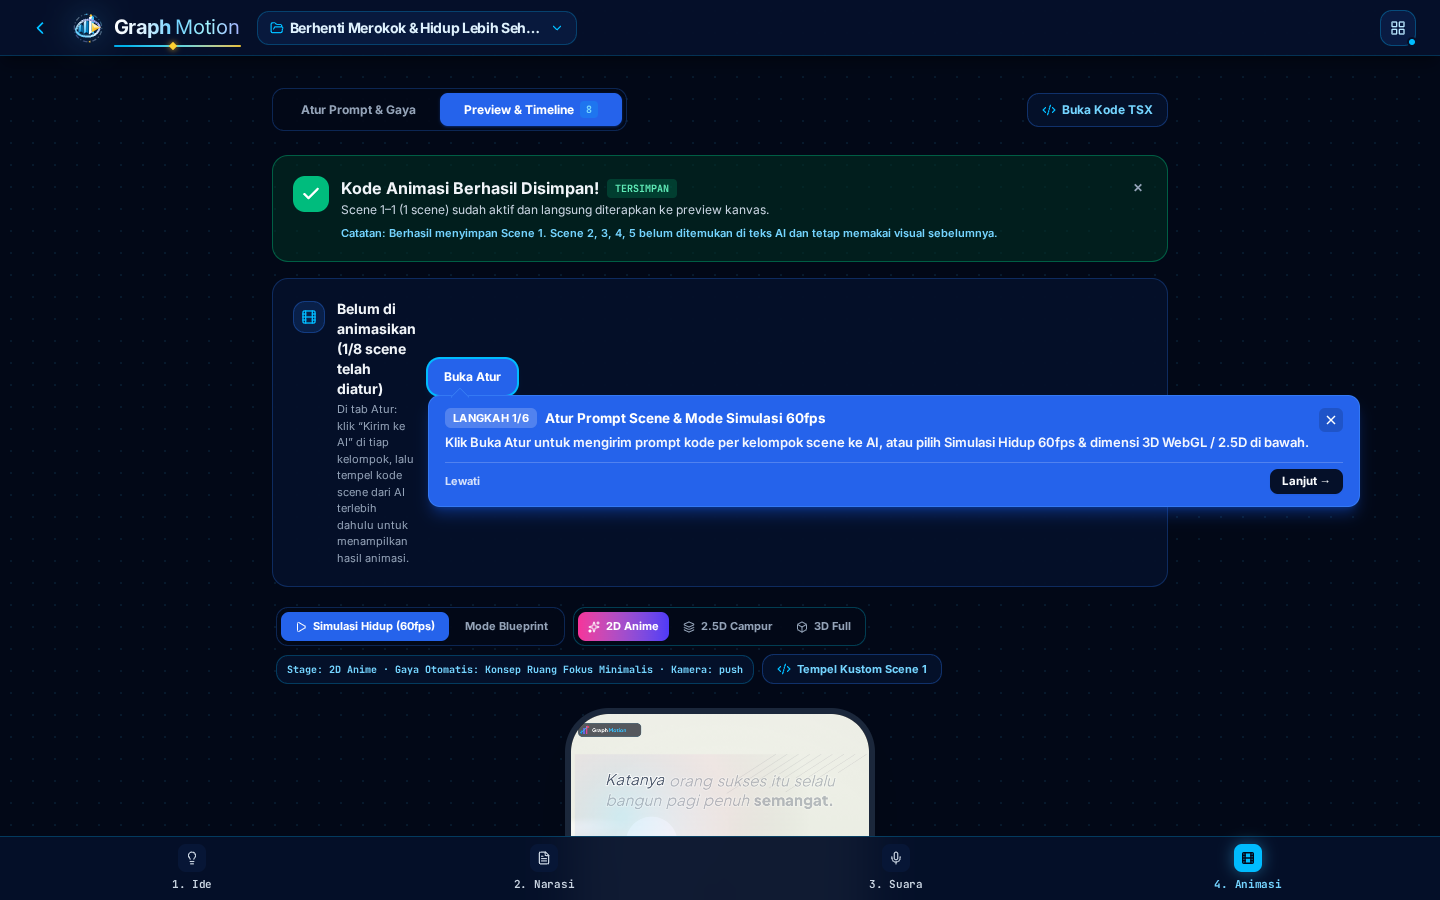 Graph Motion
Berhenti Merokok & Hidup Lebih Seh...
Atur Prompt & Gaya
Preview & Timeline 8
Buka Kode TSX
Kode Animasi Berhasil Disimpan! TERSIMPAN
Scene 1–1 (1 scene) sudah aktif dan langsung diterapkan ke preview kanvas.
Catatan: Berhasil menyimpan Scene 1. Scene 2, 3, 4, 5 belum ditemukan di teks AI dan tetap memakai visual sebelumnya.
Belum di
animasikan
(1/8 scene
telah
diatur)
Di tab Atur:
klik “Kirim ke
AI” di tiap
kelompok, lalu
tempel kode
scene dari AI
terlebih
dahulu untuk
menampilkan
hasil animasi.
Buka Atur
LANGKAH 1/6 Atur Prompt Scene & Mode Simulasi 60fps
Klik Buka Atur untuk mengirim prompt kode per kelompok scene ke AI, atau pilih Simulasi Hidup 60fps & dimensi 3D WebGL / 2.5D di bawah.
Lewati
Lanjut →
Simulasi Hidup (60fps)
Mode Blueprint
2D Anime
2.5D Campur
3D Full
Stage: 2D Anime · Gaya Otomatis: Konsep Ruang Fokus Minimalis · Kamera: push
Tempel Kustom Scene 1
Graph Motion
Katanya orang sukses itu selalu
bangun pagi penuh semangat.
1. Ide
2. Narasi
3. Suara
4. Animasi